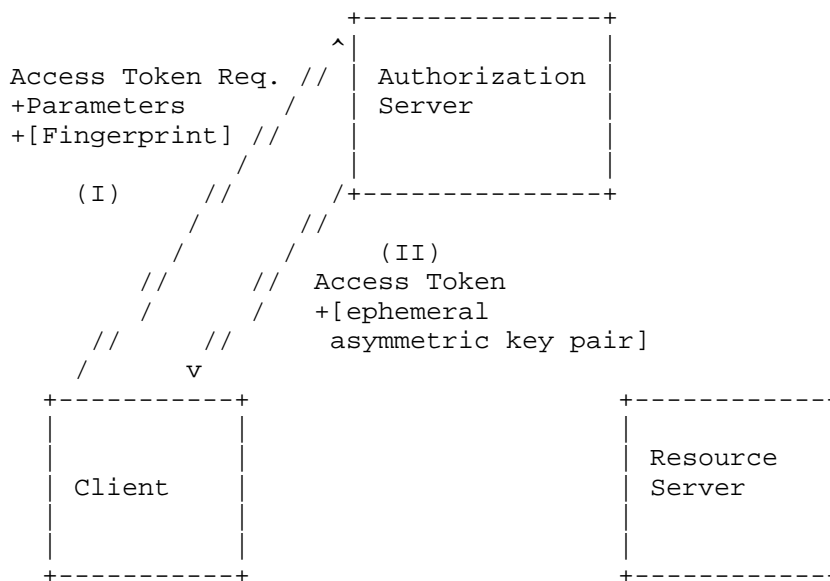 Access Token Req.
+Parameters
+[Fingerprint]
Authorization
Server
(I)
(II)
Access Token
+[ephemeral
asymmetric key pair]
Client
Resource
Server